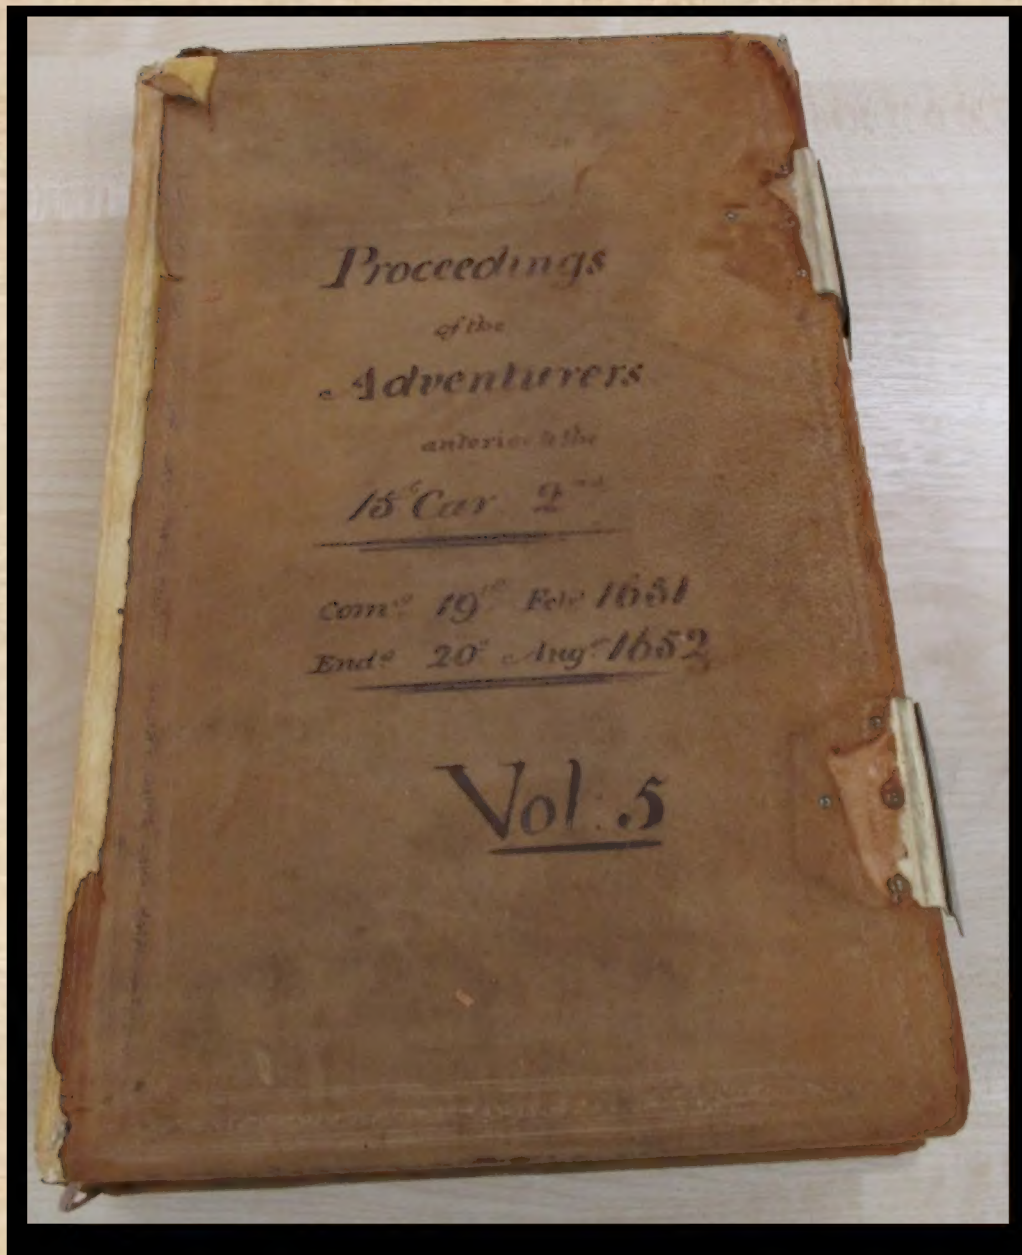 Proceedings
of the
Adventurers
anterior to the
15th Car 2nd
Comd 19th Feby 1651
Endd 20th Augt 1652
Vol: 5